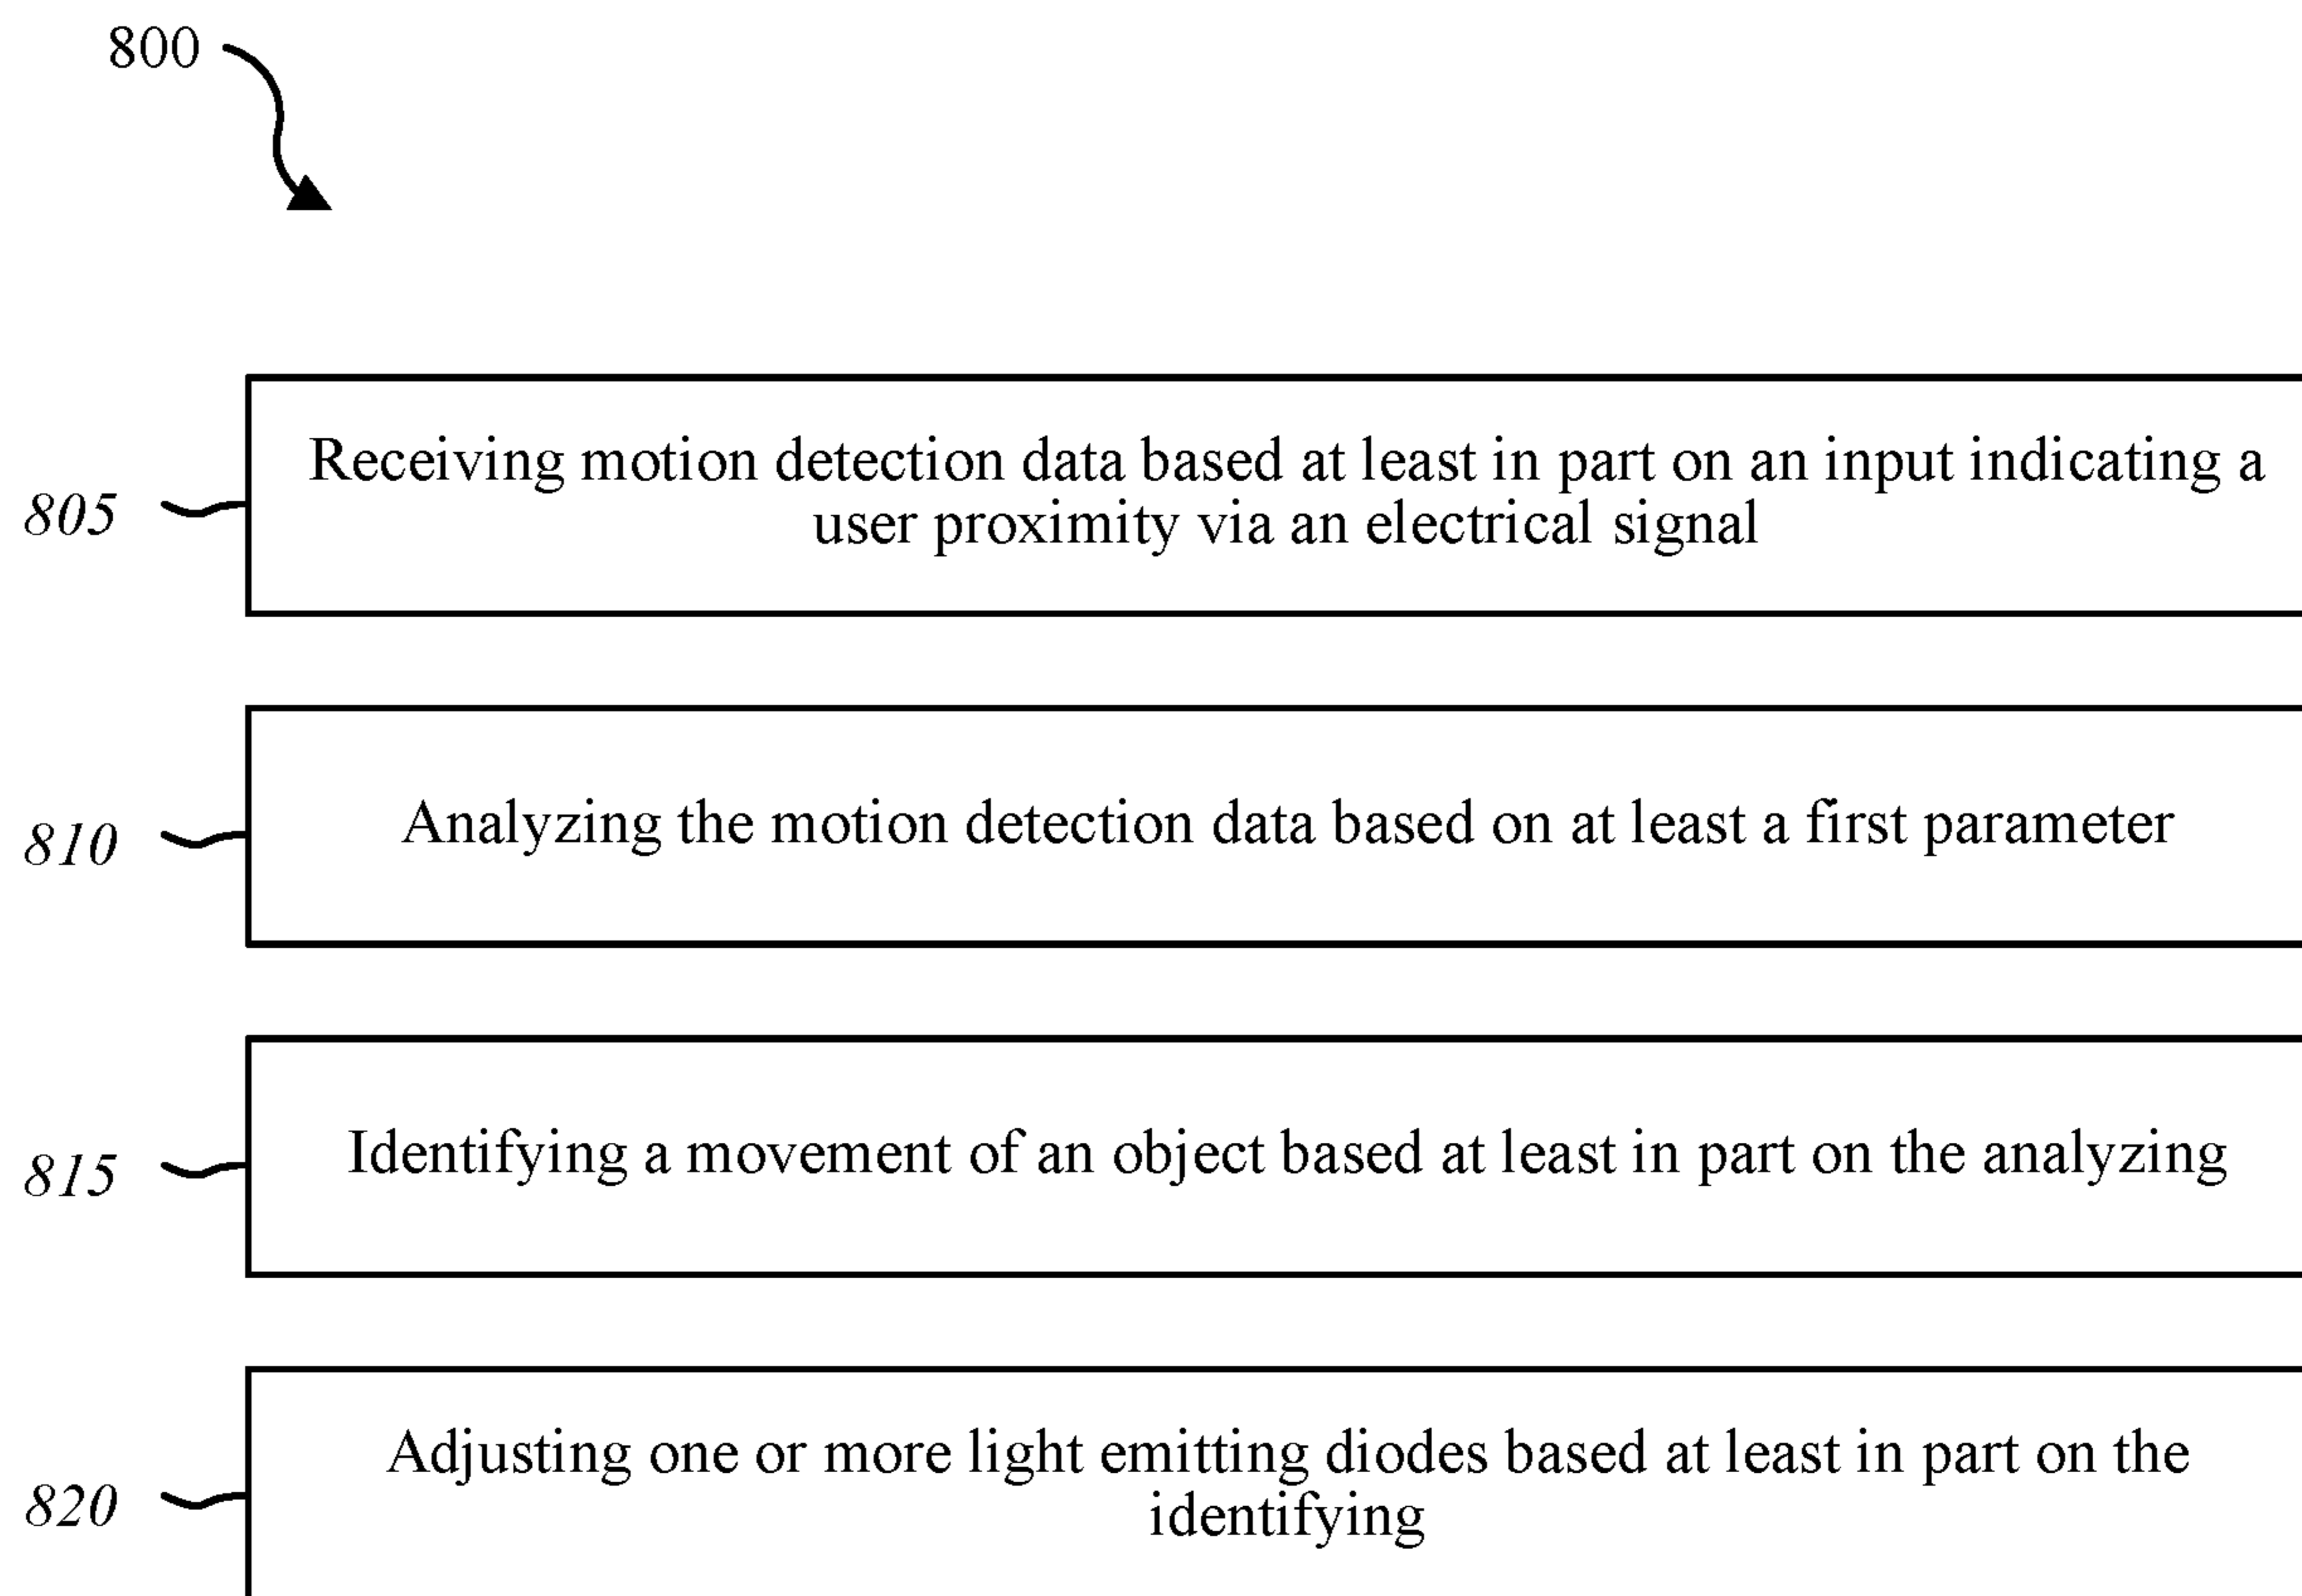 800
805
Receiving motion detection data based at least in part on an input indicating a
user proximity via an electrical signal
810
Analyzing the motion detection data based on at least a first parameter
815
Identifying a movement of an object based at least in part on the analyzing
820
Adjusting one or more light emitting diodes based at least in part on the
identifying